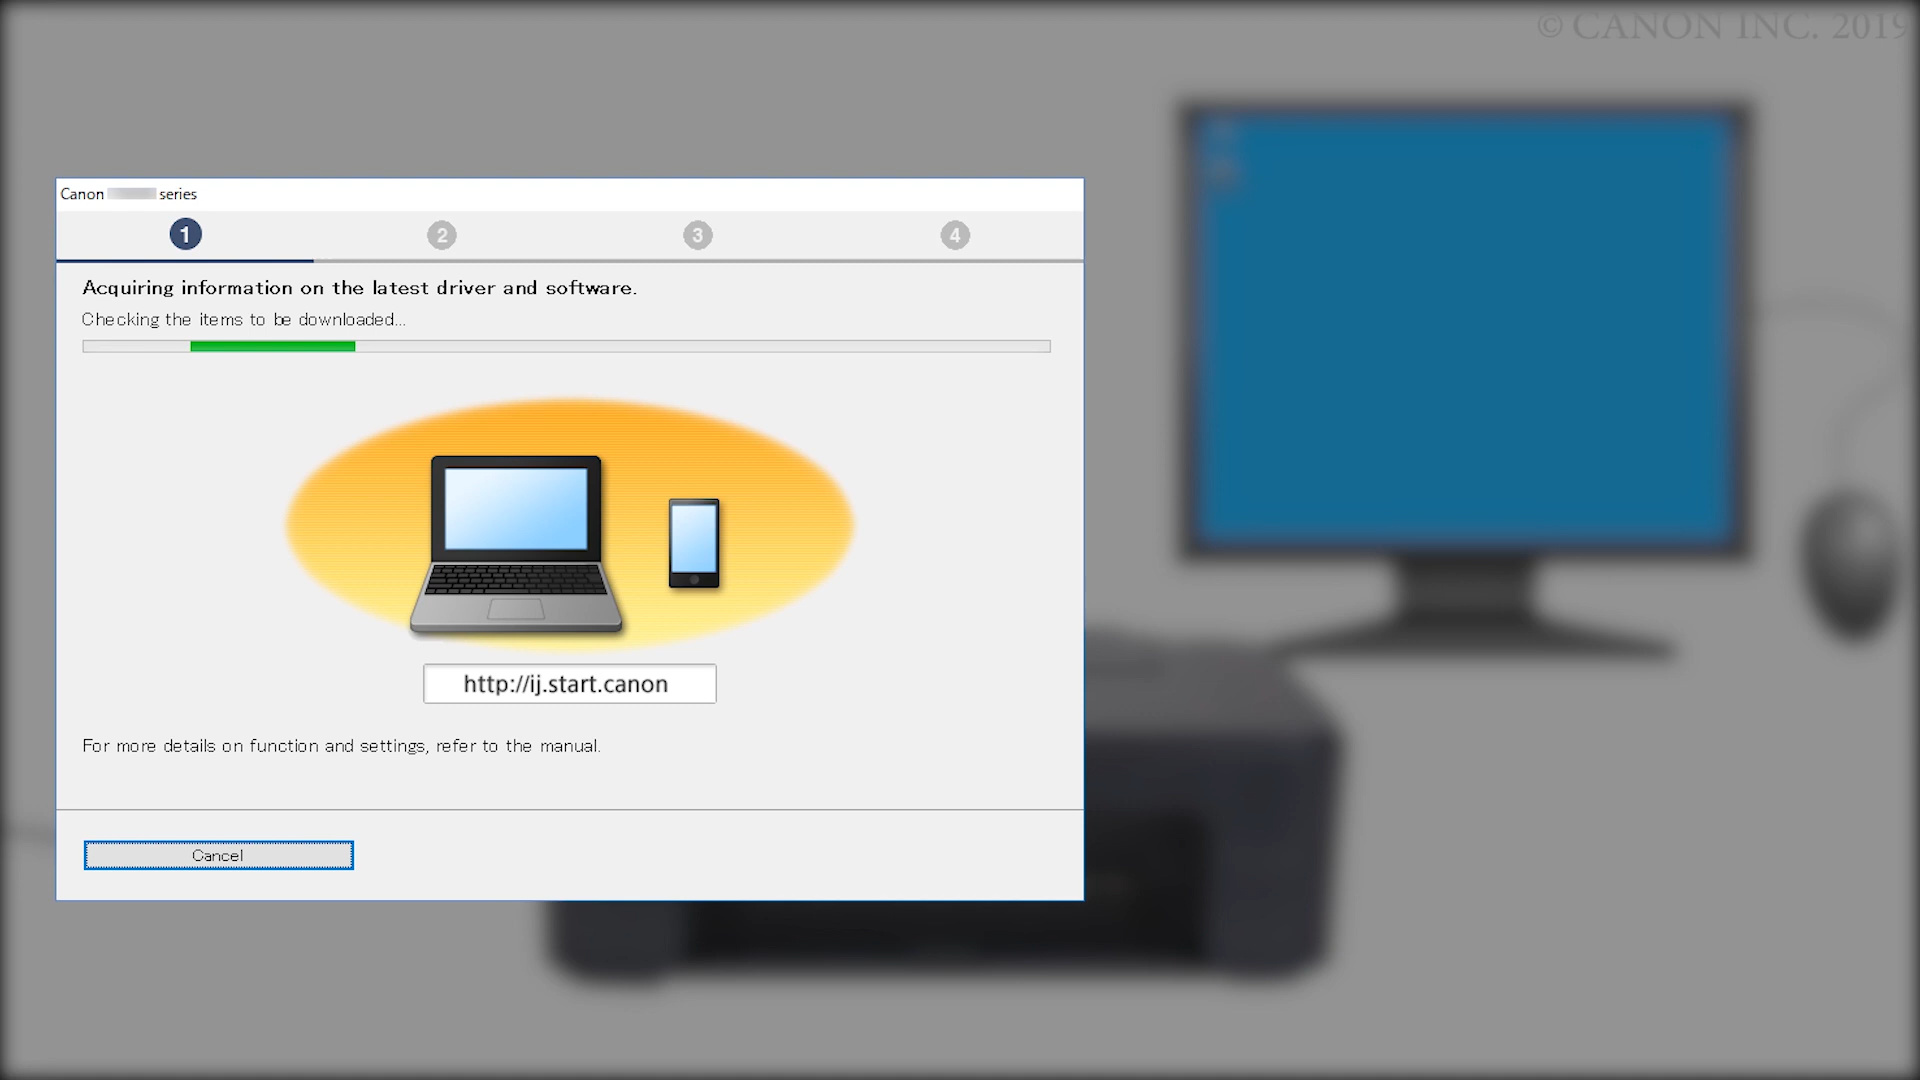 © CANON INC. 2019
Canon series
1 2 3 4
Acquiring information on the latest driver and software.
Checking the items to be downloaded...
http://ij.start.canon
For more details on function and settings, refer to the manual.
Cancel